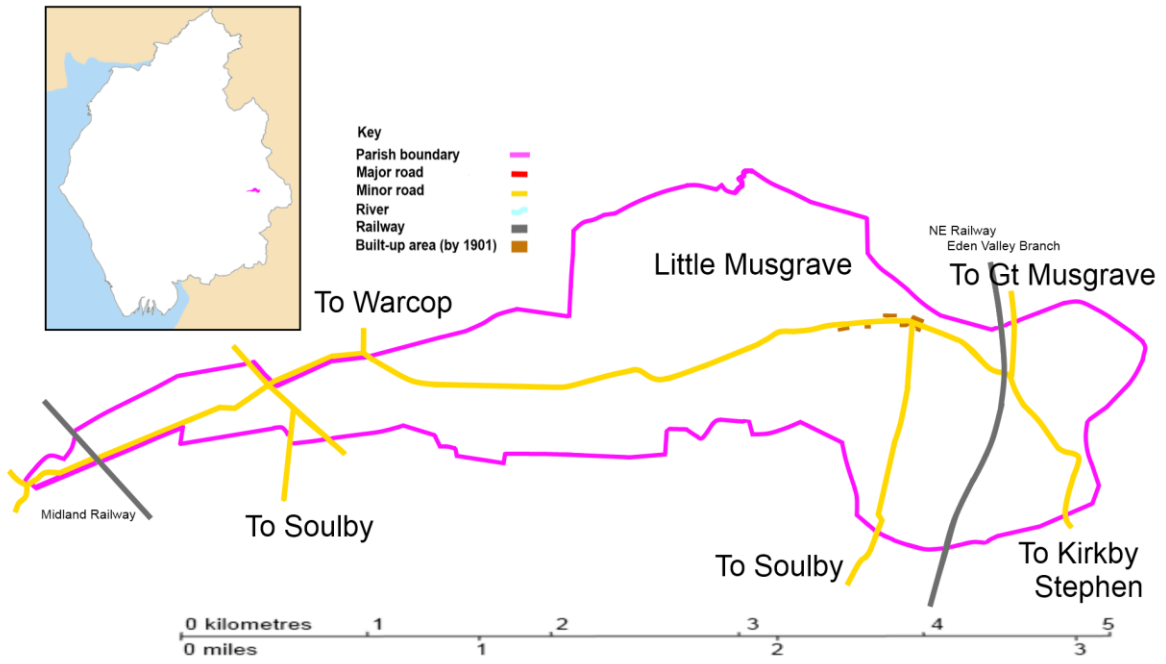 Key
Parish boundary
Major road
Minor road
River
Railway
Built-up area (by 1901)
NE Railway
Eden Valley Branch
Little Musgrave
To Gt Musgrave
To Warcop
Midland Railway
To Soulby
To Soulby
To Kirkby
Stephen
0 kilometres 1 2 3 4 5
0 miles 1 2 3